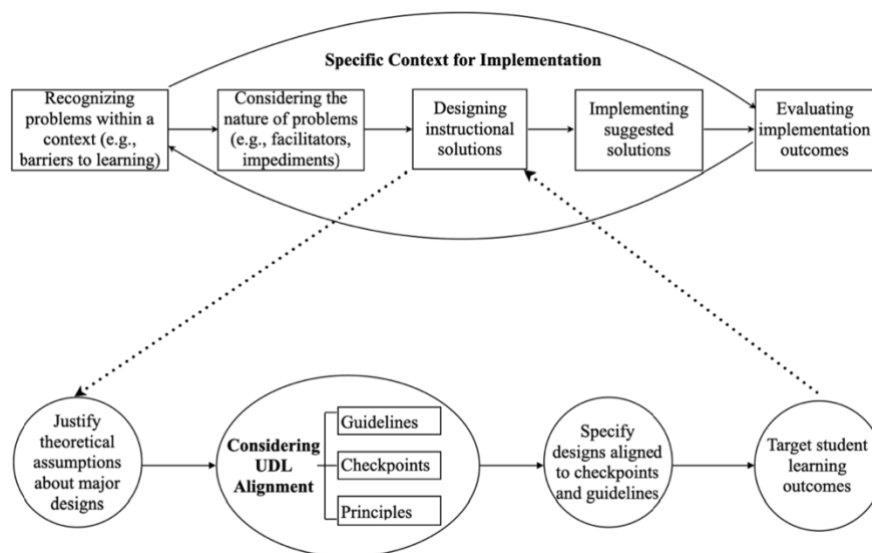 Specific Context for Implementation
Recognizing
problems within a
context (e.g.,
barriers to learning)
Considering the
nature of problems
(e.g., facilitators,
impediments)
Designing
instructional
solutions
Implementing
suggested
solutions
Evaluating
implementation
outcomes
Justify
theoretical
assumptions
about major
designs
Considering
UDL
Alignment
Guidelines
Checkpoints
Principles
Specify
designs aligned
to checkpoints
and guidelines
Target student
learning
outcomes